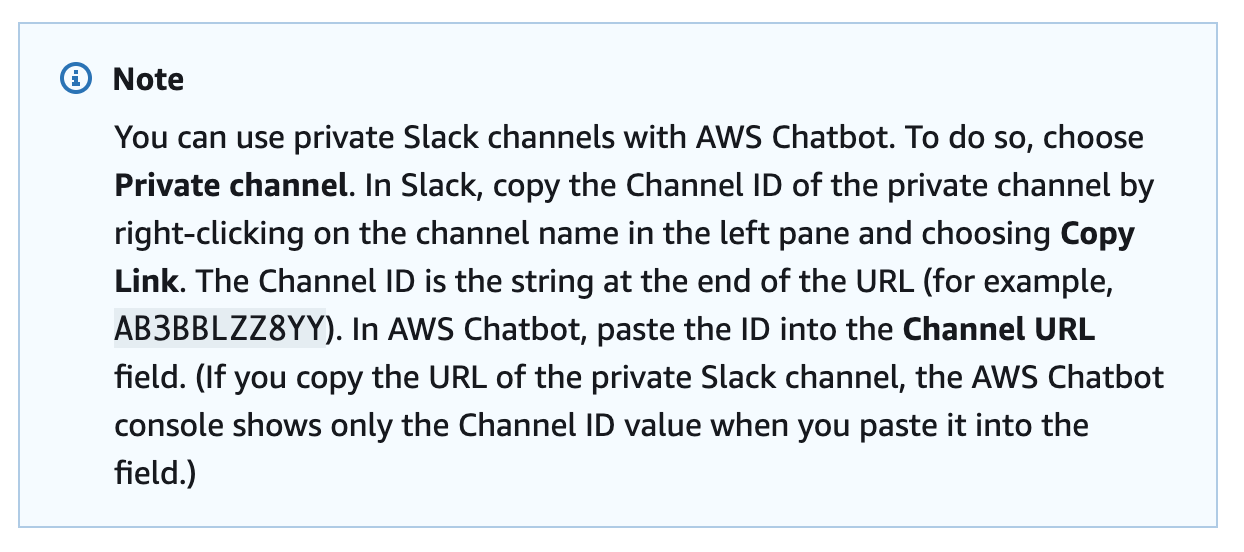 Note
You can use private Slack channels with AWS Chatbot. To do so, choose
Private channel. In Slack, copy the Channel ID of the private channel by
right-clicking on the channel name in the left pane and choosing Copy
Link. The Channel ID is the string at the end of the URL (for example,
AB3BBLZZ8YY). In AWS Chatbot, paste the ID into the Channel URL
field. (If you copy the URL of the private Slack channel, the AWS Chatbot
console shows only the Channel ID value when you paste it into the
field.)